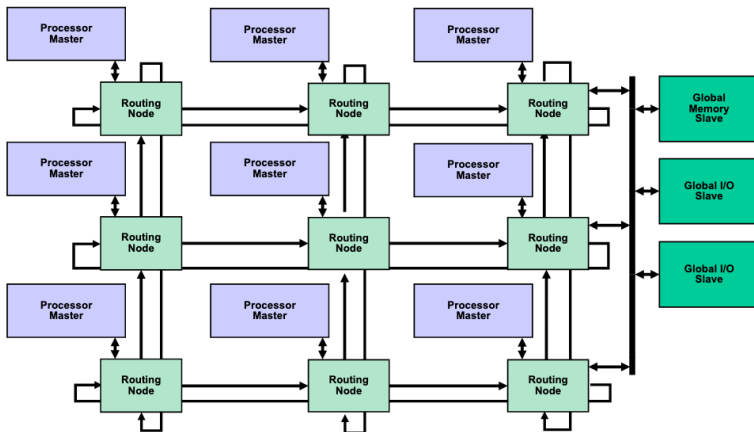 Processor
Master
Processor
Master
Processor
Master
Routing
Node
Routing
Node
Routing
Node
Global
Memory
Slave
Processor
Master
Processor
Master
Processor
Master
Global I/O
Slave
Routing
Node
Routing
Node
Routing
Node
Global I/O
Slave
Processor
Master
Processor
Master
Processor
Master
Routing
Node
Routing
Node
Routing
Node